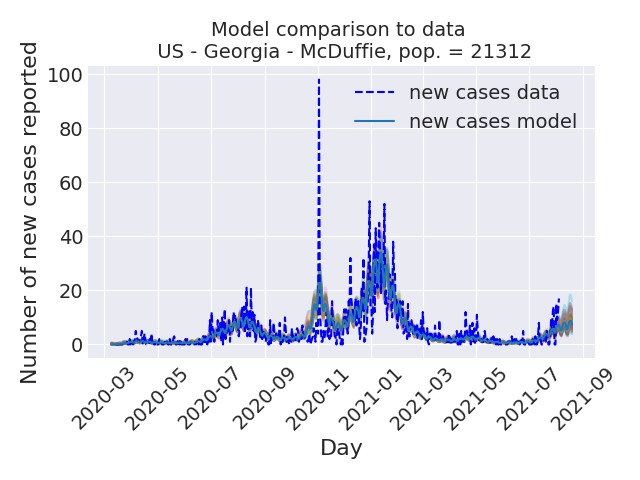 Model comparison to data
US - Georgia - McDuffie, pop. = 21312
Number of new cases reported
100
80
60
40
20
0
new cases data
new cases model
2020-03
2020-05
2020-07
2020-09
2020-11
2021-01
2021-03
2021-05
2021-07
2021-09
Day